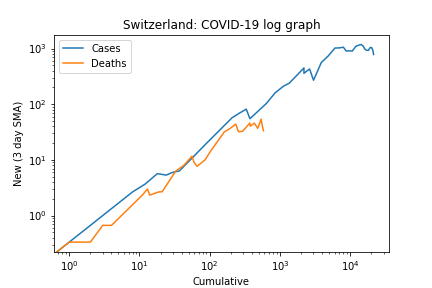 Switzerland: COVID-19 log graph
Cases
Deaths
New (3 day SMA)
10³
10²
10¹
10⁰
10⁰ 10¹ 10² 10³ 10⁴
Cumulative